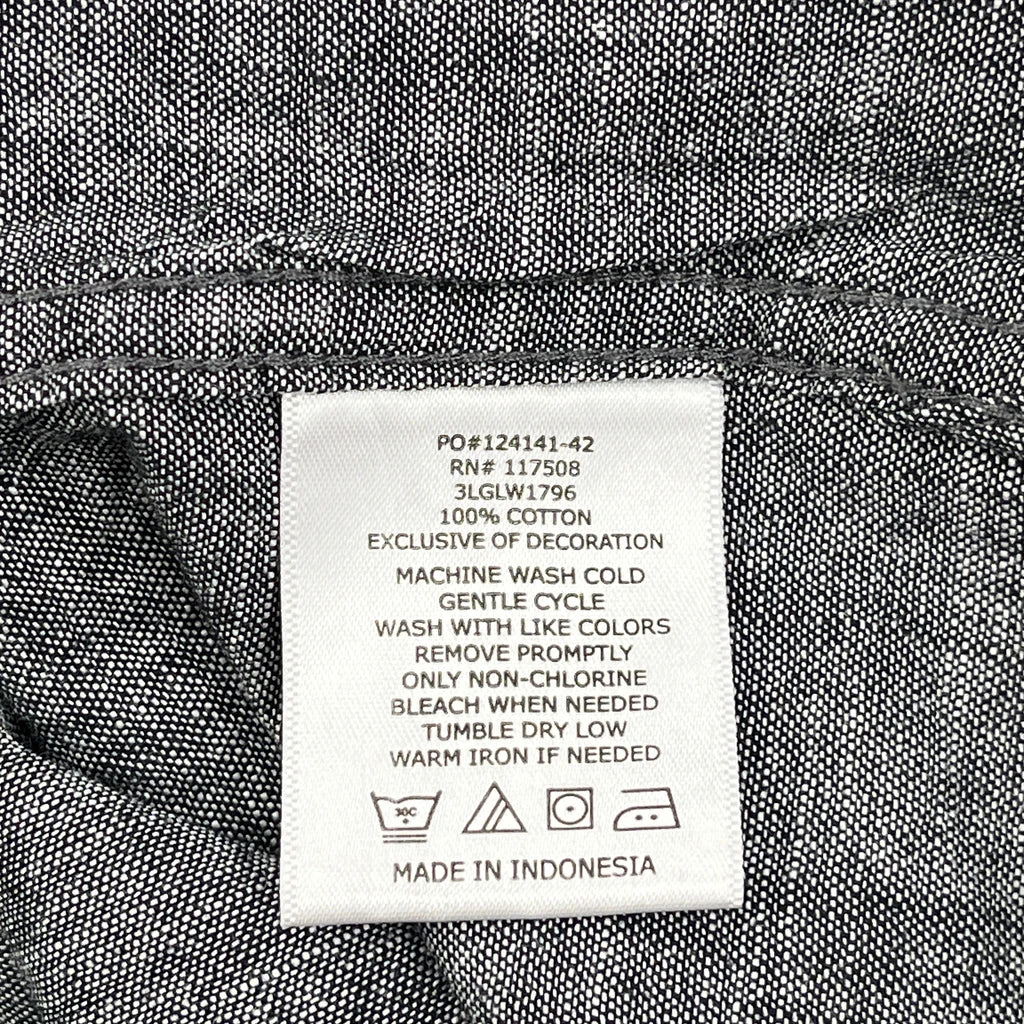 PO#124141-42
RN# 117508
3LGLW1796
100% COTTON
EXCLUSIVE OF DECORATION
MACHINE WASH COLD
GENTLE CYCLE
WASH WITH LIKE COLORS
REMOVE PROMPTLY
ONLY NON-CHLORINE
BLEACH WHEN NEEDED
TUMBLE DRY LOW
WARM IRON IF NEEDED
30C
MADE IN INDONESIA